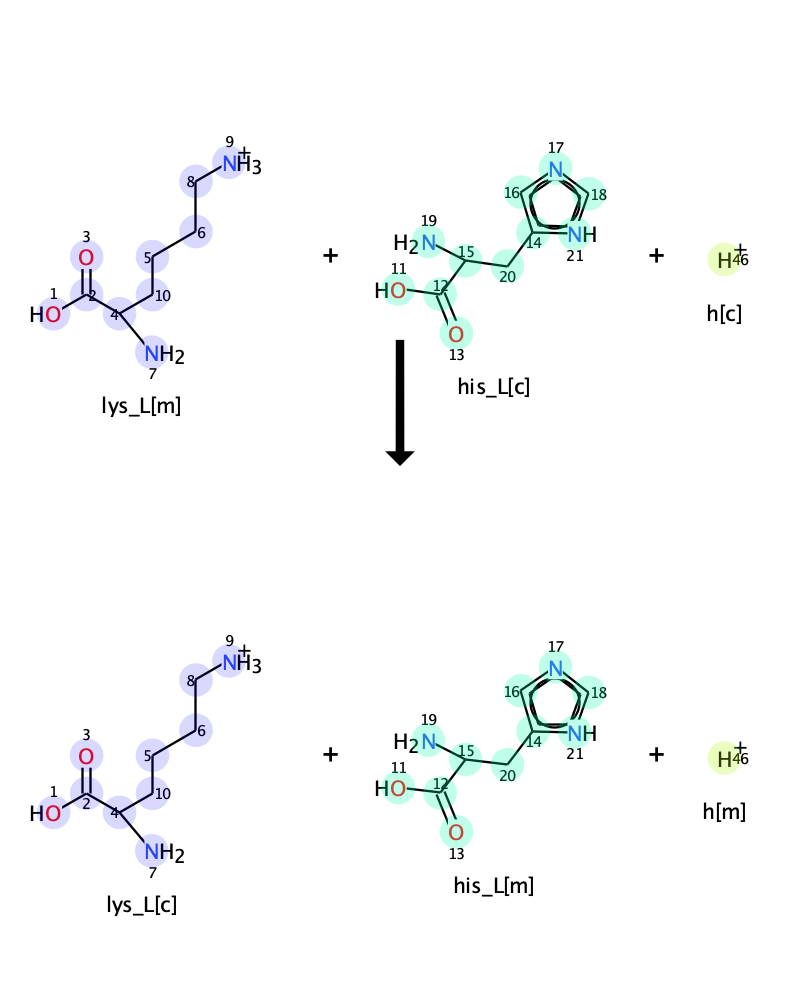 9
NH3+
8
17
N
16
18
14
NH
21
3
O
6
5
19
H2N
15
20
1
HO
2
4
10
11
HO
12
O
13
NH2
7
+
+
H+
46
lys_L[m]
his_L[c]
h[c]
9
NH3+
8
17
N
16
18
14
NH
21
3
O
6
5
19
H2N
15
20
1
HO
2
4
10
11
HO
12
O
13
NH2
7
+
+
H+
46
lys_L[c]
his_L[m]
h[m]